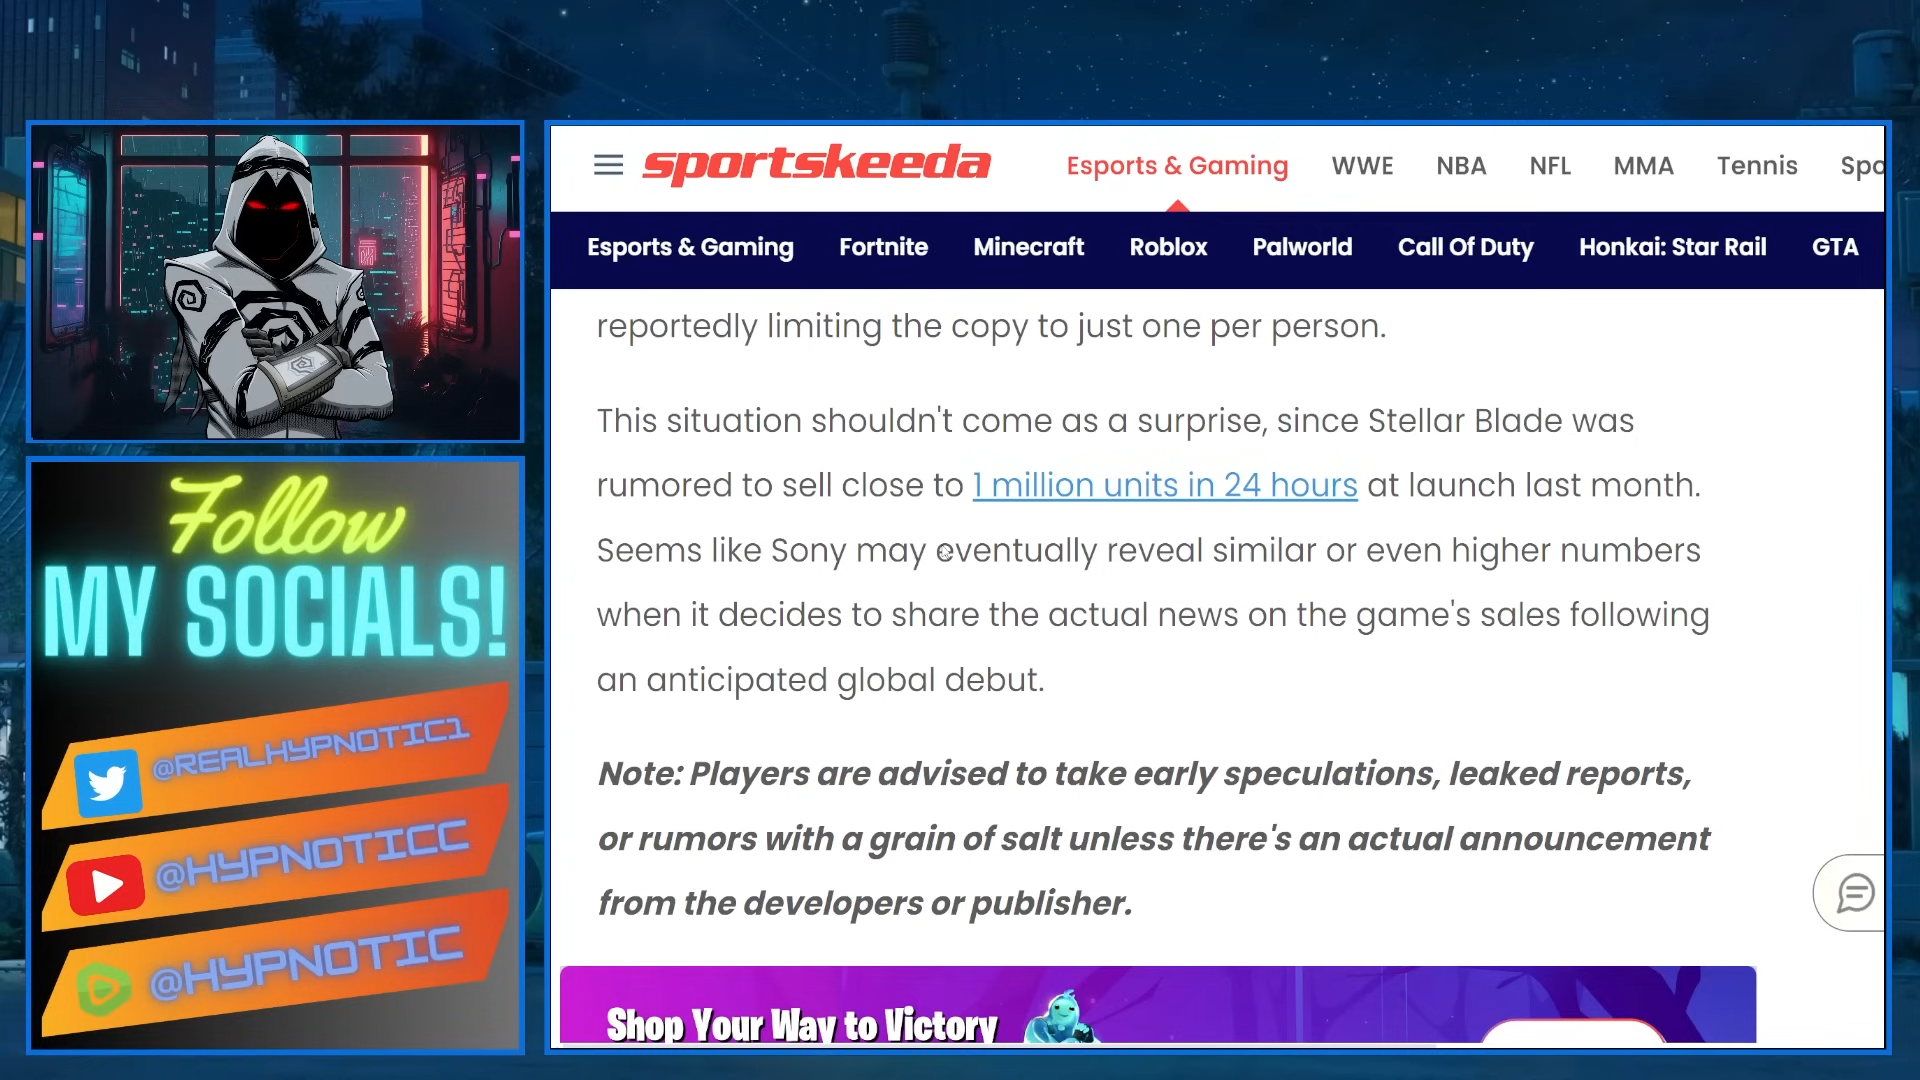 sportskeeda
Esports & Gaming WWE NBA NFL MMA Tennis Spo
Esports & Gaming Fortnite Minecraft Roblox Palworld Call Of Duty Honkai: Star Rail GTA
reportedly limiting the copy to just one per person.
This situation shouldn't come as a surprise, since Stellar Blade was
rumored to sell close to 1 million units in 24 hours at launch last month.
Seems like Sony may eventually reveal similar or even higher numbers
when it decides to share the actual news on the game's sales following
an anticipated global debut.
Note: Players are advised to take early speculations, leaked reports,
or rumors with a grain of salt unless there's an actual announcement
from the developers or publisher.
Shop Your Way to Victory
Follow
MY SOCIALS!
@REALHYPNOTIC1
@HYPNOTICC
@HYPNOTIC